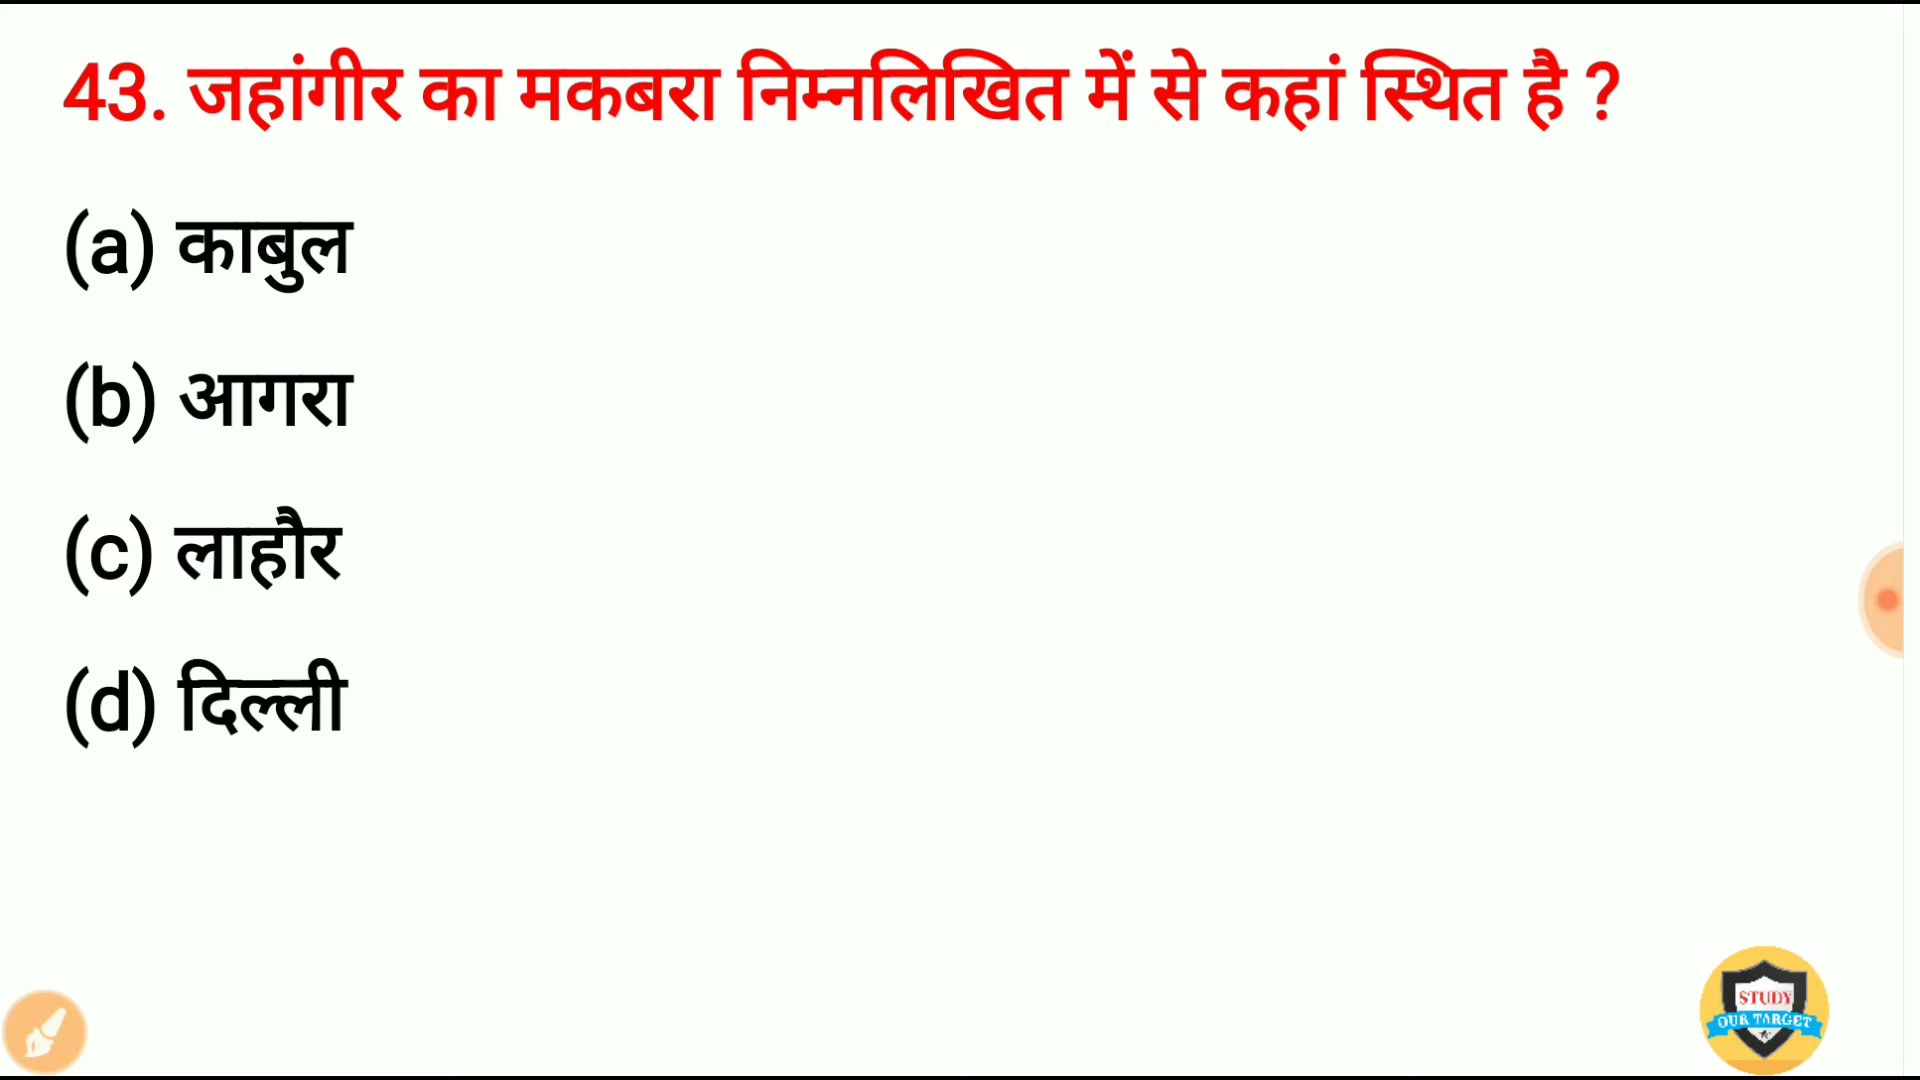 43. जहांगीर का मकबरा निम्नलिखित में से कहां स्थित है ?
(a) काबुल
(b) आगरा
(c) लाहौर
(d) दिल्ली
STUDY
OUR TARGET